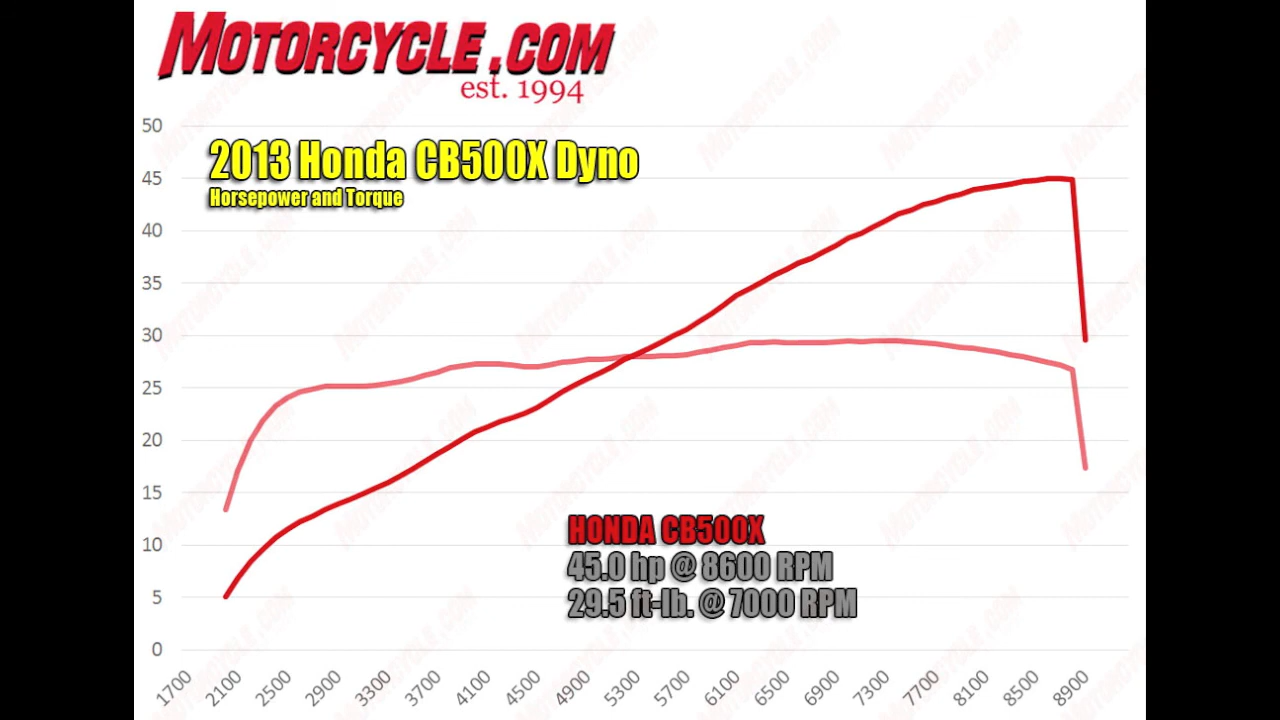 MOTORCYCLE.COM
est. 1994
2013 Honda CB500X Dyno
Horsepower and Torque
50
45
40
35
30
25
20
15
10
5
0
HONDA CB500X
45.0 hp @ 8600 RPM
29.5 ft-lb. @ 7000 RPM
1700 2100 2500 2900 3300 3700 4100 4500 4900 5300 5700 6100 6500 6900 7300 7700 8100 8500 8900